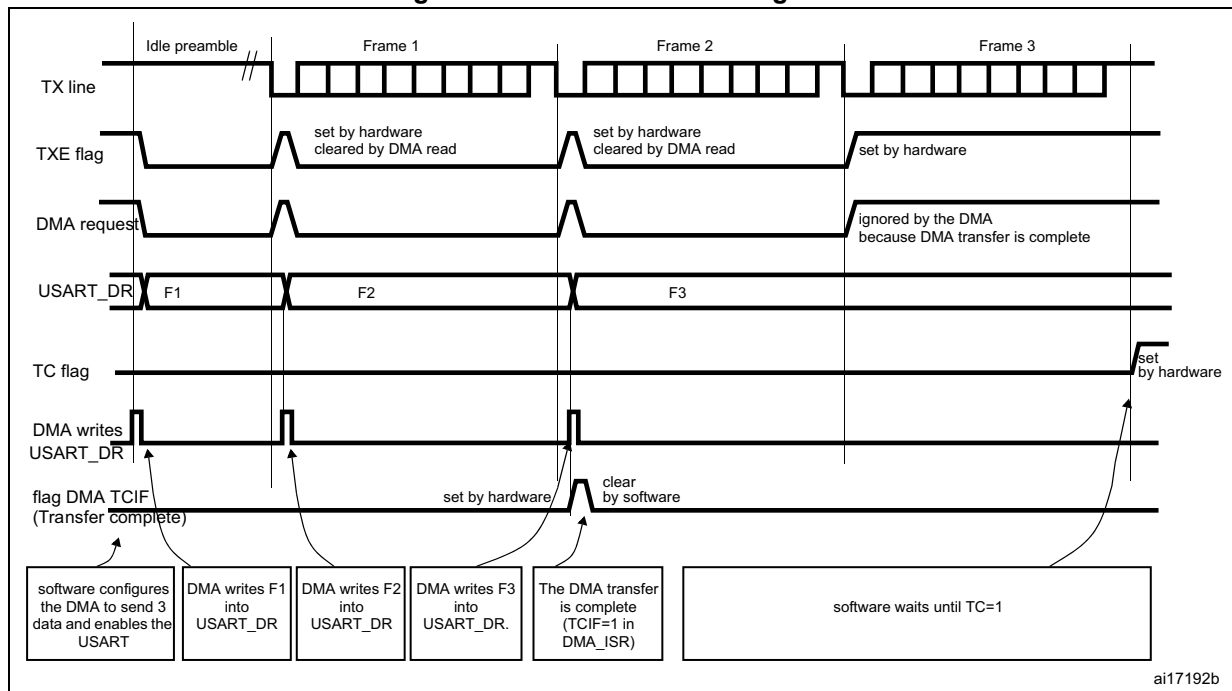 Idle preamble
Frame 1
Frame 2
Frame 3
TX line
TXE flag
set by hardware
cleared by DMA read
set by hardware
cleared by DMA read
set by hardware
DMA request
ignored by the DMA
because DMA transfer is complete
USART_DR
F1
F2
F3
TC flag
set
by hardware
DMA writes
USART_DR
flag DMA TCIF
(Transfer complete)
set by hardware
clear
by software
software configures
the DMA to send 3
data and enables the
USART
DMA writes F1
into
USART_DR
DMA writes F2
into
USART_DR
DMA writes F3
into
USART_DR.
The DMA transfer
is complete
(TCIF=1 in
DMA_ISR)
software waits until TC=1
ai17192b